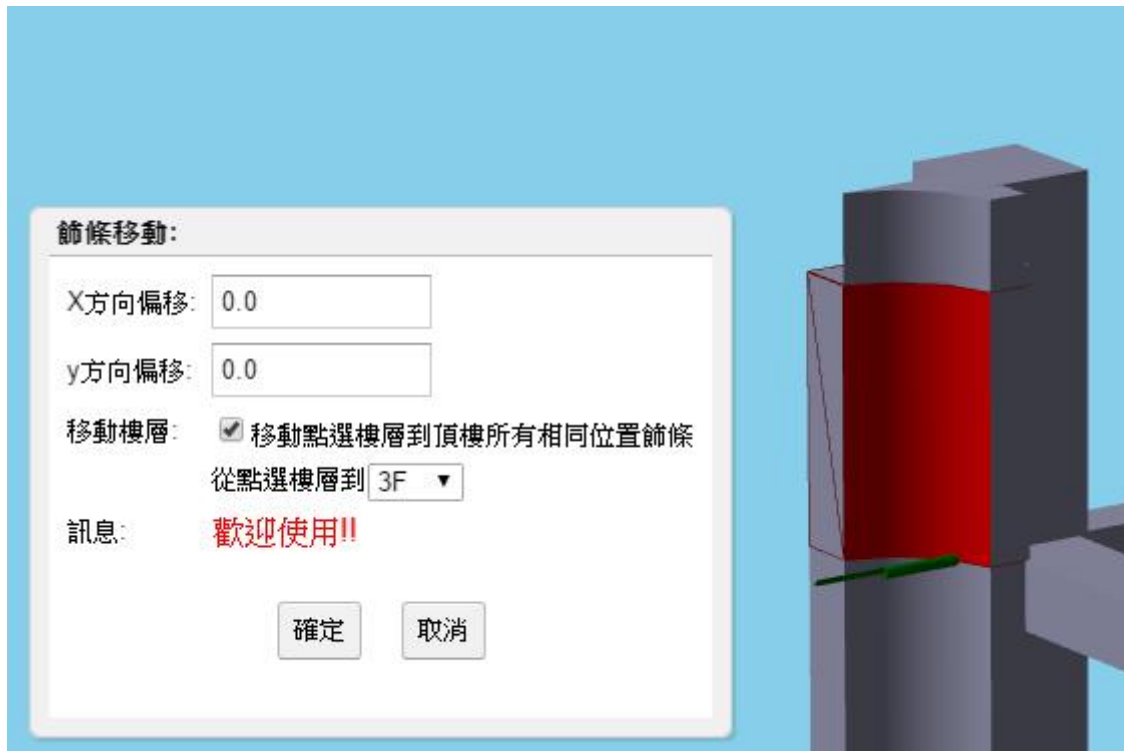 飾條移動:
X方向偏移: 0.0
y方向偏移: 0.0
移動樓層: 移動點選樓層到頂樓所有相同位置飾條
從點選樓層到 3F
訊息: 歡迎使用!!
確定 取消